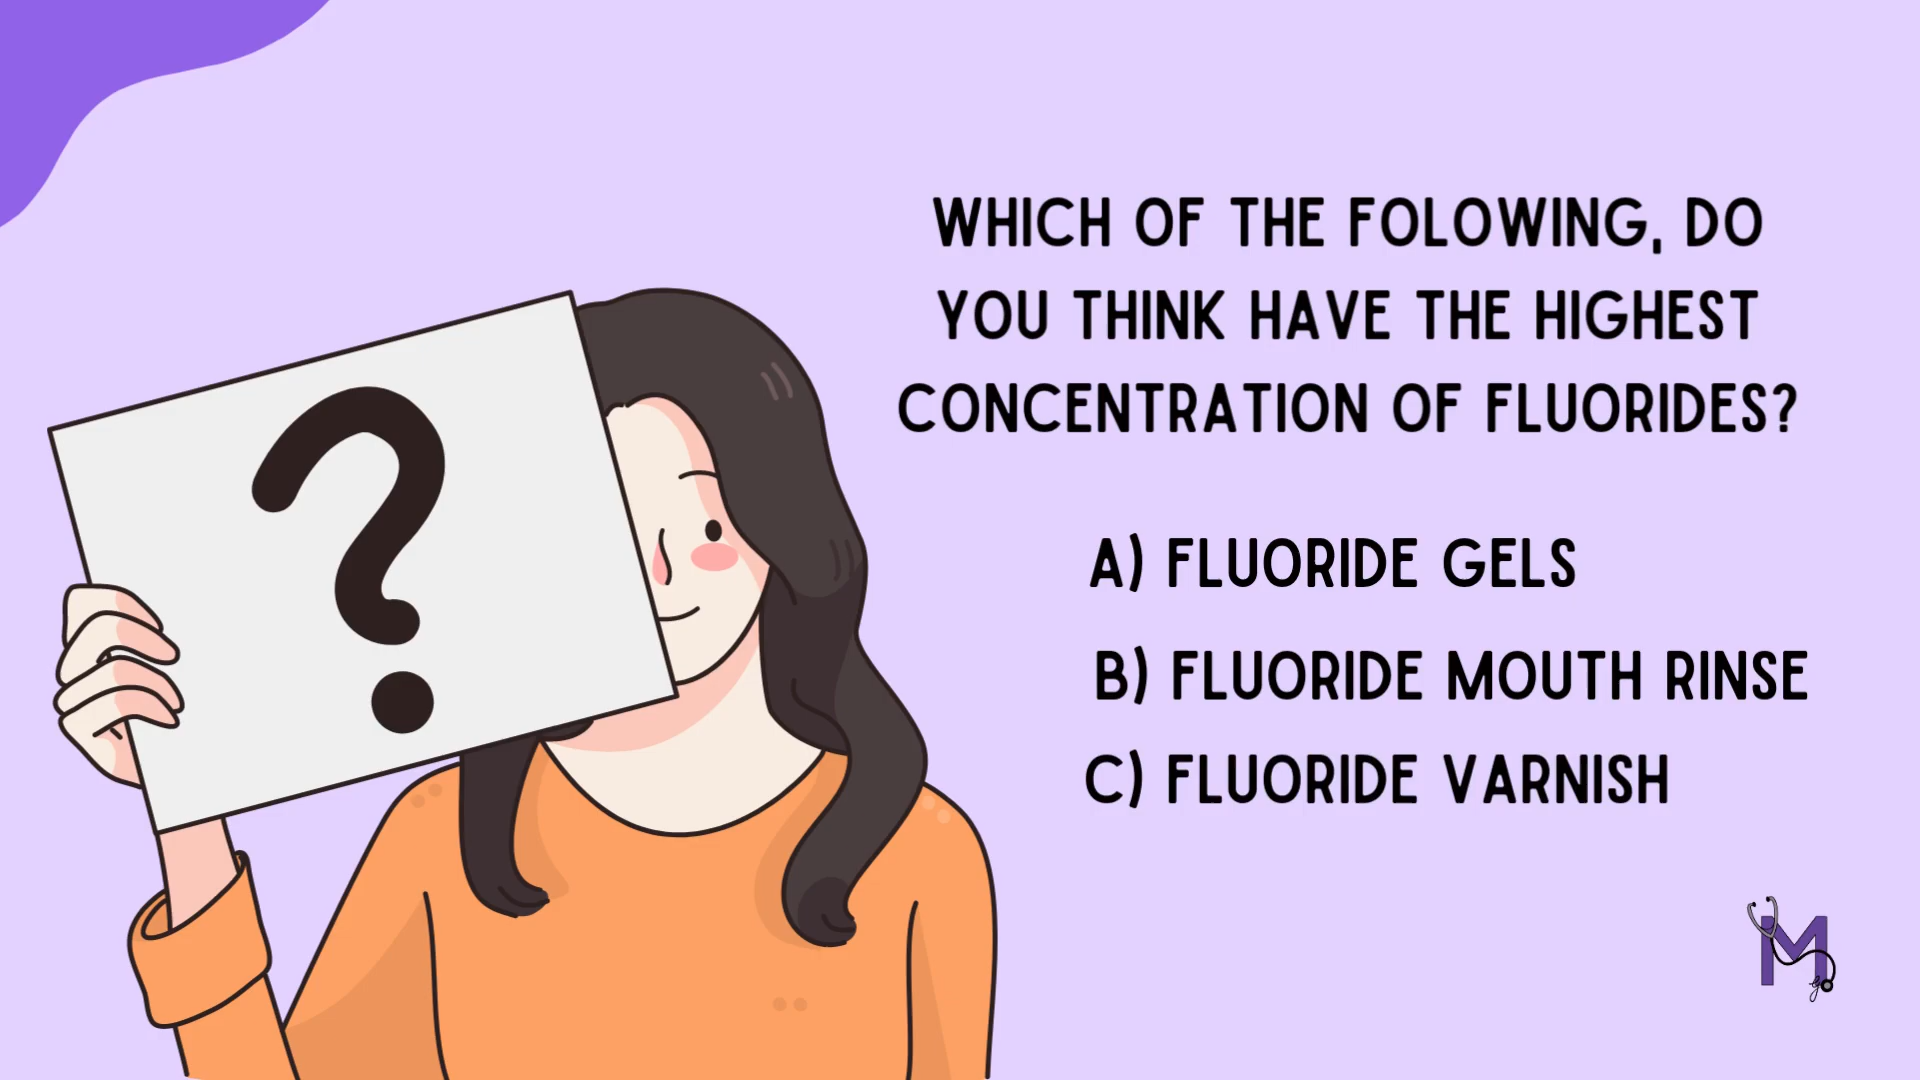 WHICH OF THE FOLOWING, DO
YOU THINK HAVE THE HIGHEST
CONCENTRATION OF FLUORIDES?
A) FLUORIDE GELS
B) FLUORIDE MOUTH RINSE
C) FLUORIDE VARNISH
M